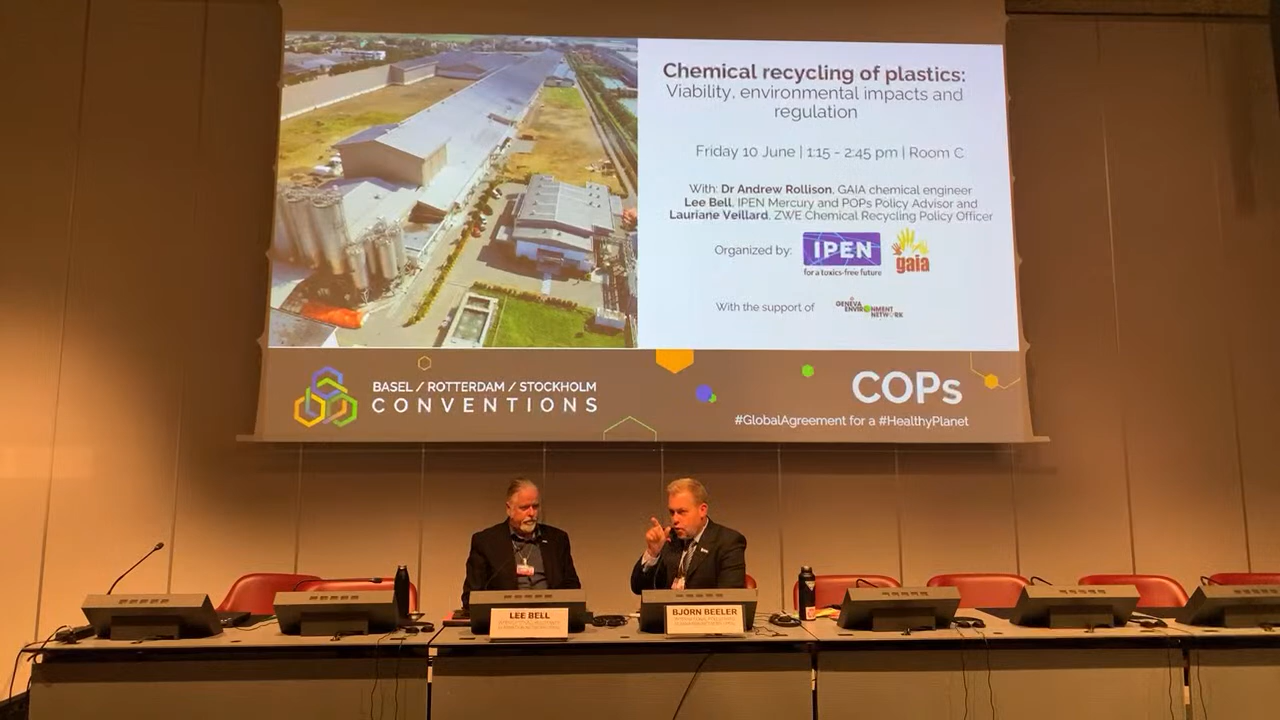 Chemical recycling of plastics:
Viability, environmental impacts and
regulation
Friday 10 June | 1:15 - 2:45 pm | Room C
With: Dr Andrew Rollison, GAIA chemical engineer
Lee Bell, IPEN Mercury and POPs Policy Advisor and
Lauriane Veillard, ZWE Chemical Recycling Policy Officer
Organized by:
IPEN
for a toxics-free future
gaia
With the support of
GENEVA
ENVIRONMENT
NETWORK
BASEL / ROTTERDAM / STOCKHOLM
CONVENTIONS
COPs
#GlobalAgreement for a #HealthyPlanet
LEE BELL
BJORN BEELER